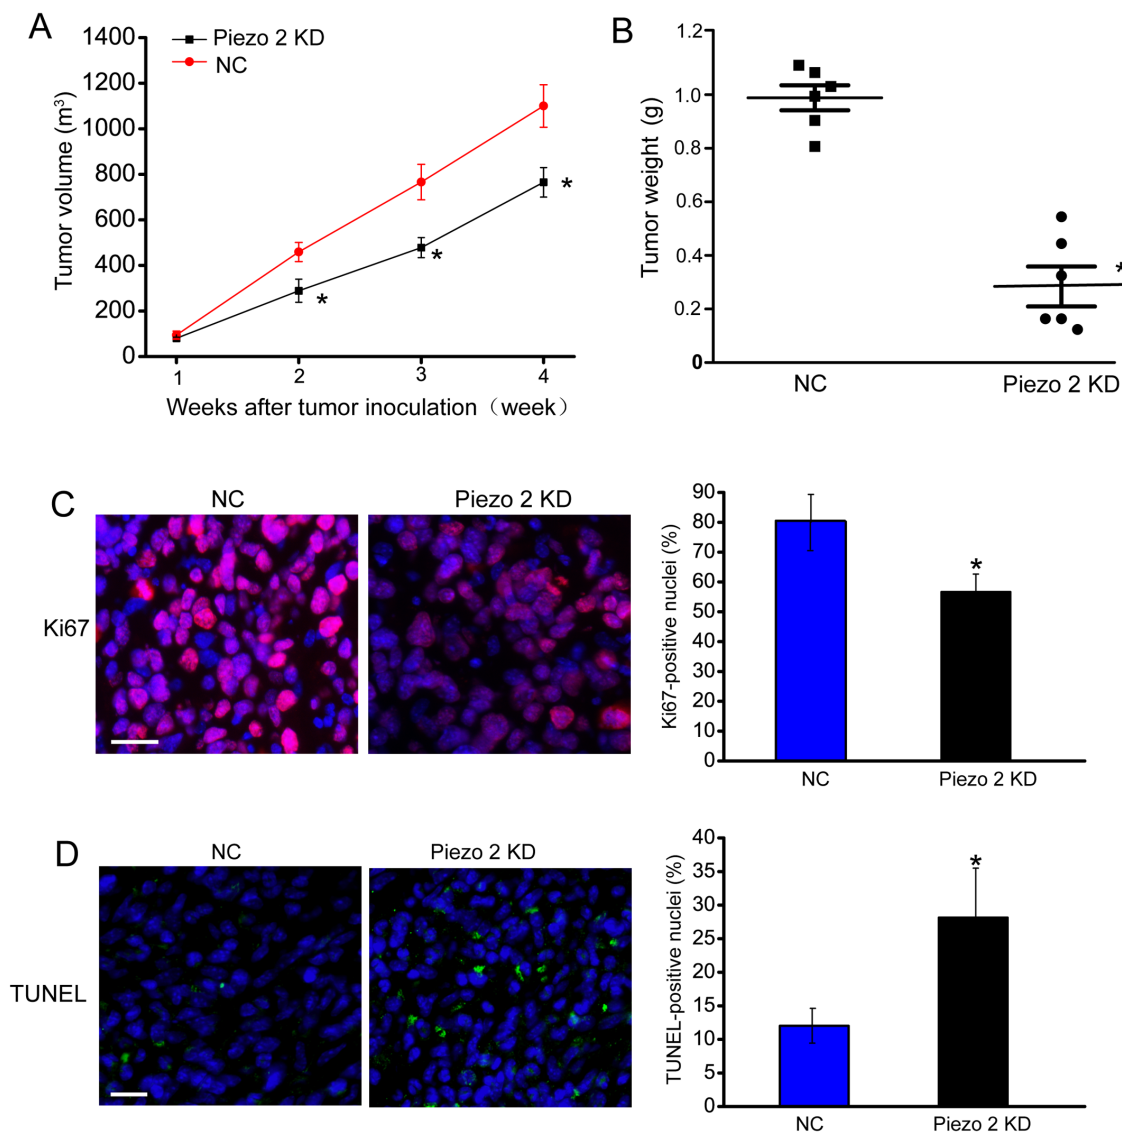 A
Piezo 2 KD
NC
Tumor volume (m³)
1400
1200
1000
800
600
400
200
0
1 2 3 4
Weeks after tumor inoculation（week）
*
*
*
B
Tumor weight (g)
1.2
1.0
0.8
0.6
0.4
0.2
0
NC Piezo 2 KD
*
C
NC Piezo 2 KD
Ki67
Ki67-positive nuclei (%)
90
80
70
60
50
40
30
20
10
0
*
NC Piezo 2 KD
D
NC Piezo 2 KD
TUNEL
TUNEL-positive nuclei (%)
40
35
30
25
20
15
10
5
0
*
NC Piezo 2 KD